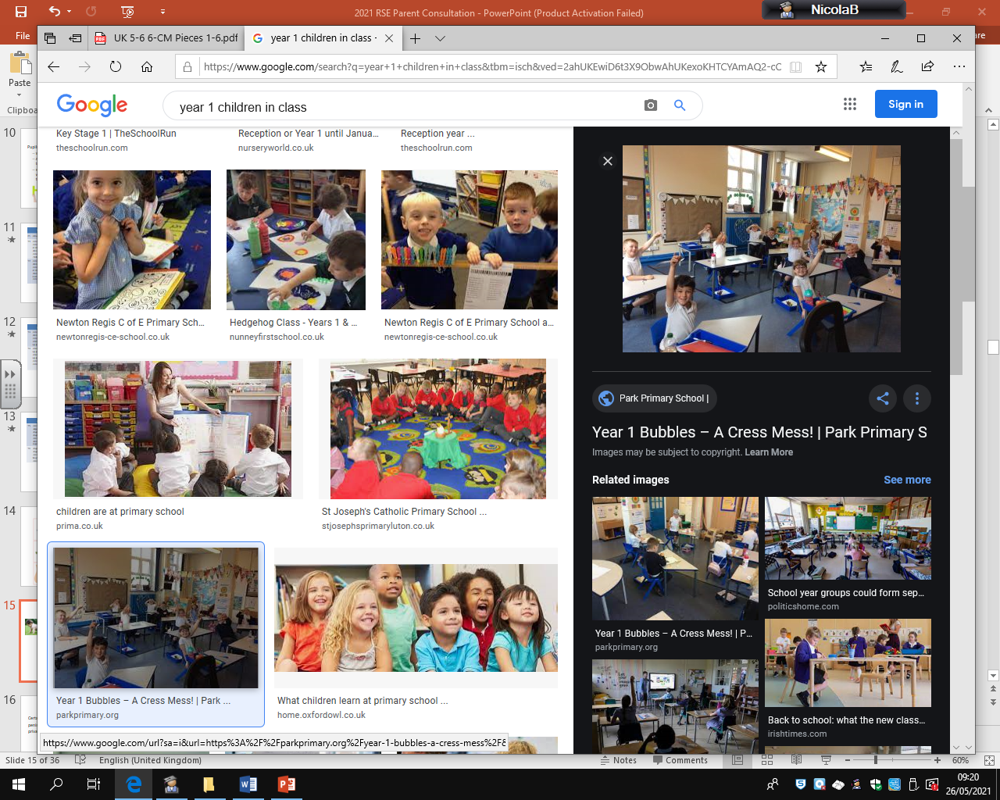 2021 RSE Parent Consultation - PowerPoint (Product Activation Failed)
NicolaB
File
are
UK 5-6 6-CM Pieces 1-6.pdf
year 1 children in class -
https://www.google.com/search?q=year+1+children+in+class&tbm=isch&ved=2ahUKEwiD6t3X9ObwAhUKexoKHTCYAmAQ2-cC
Paste
Clipboa
Google
year 1 children in class
Sign in
Key Stage 1 | TheSchoolRun
theschoolrun.com
Reception or Year 1 until Janua...
nurseryworld.co.uk
Reception year ...
theschoolrun.com
Newton Regis C of E Primary Sch...
newtonregis-ce-school.co.uk
Hedgehog Class - Years 1 & ...
nunneyfirstschool.co.uk
Newton Regis C of E Primary School a...
newtonregis-ce-school.co.uk
children are at primary school
prima.co.uk
St Joseph's Catholic Primary School ...
stjosephsprimaryluton.co.uk
Year 1 Bubbles – A Cress Mess! | Park ...
parkprimary.org
What children learn at primary school ...
home.oxfordowl.co.uk
Park Primary School |
Year 1 Bubbles – A Cress Mess! | Park Primary S
Images may be subject to copyright. Learn More
Related images
See more
Year 1 Bubbles – A Cress Mess! | P...
parkprimary.org
School year groups could form sep...
politicshome.com
Back to school: what the new class...
irishtimes.com
10
11
12
13
14
15
16
https://www.google.com/url?sa=i&url=https%3A%2F%2Fparkprimary.org%2Fyear-1-bubbles-a-cress-mess%2F&
Slide 15 of 36
English (United Kingdom)
Notes
Comments
60%
09:20
26/05/2021